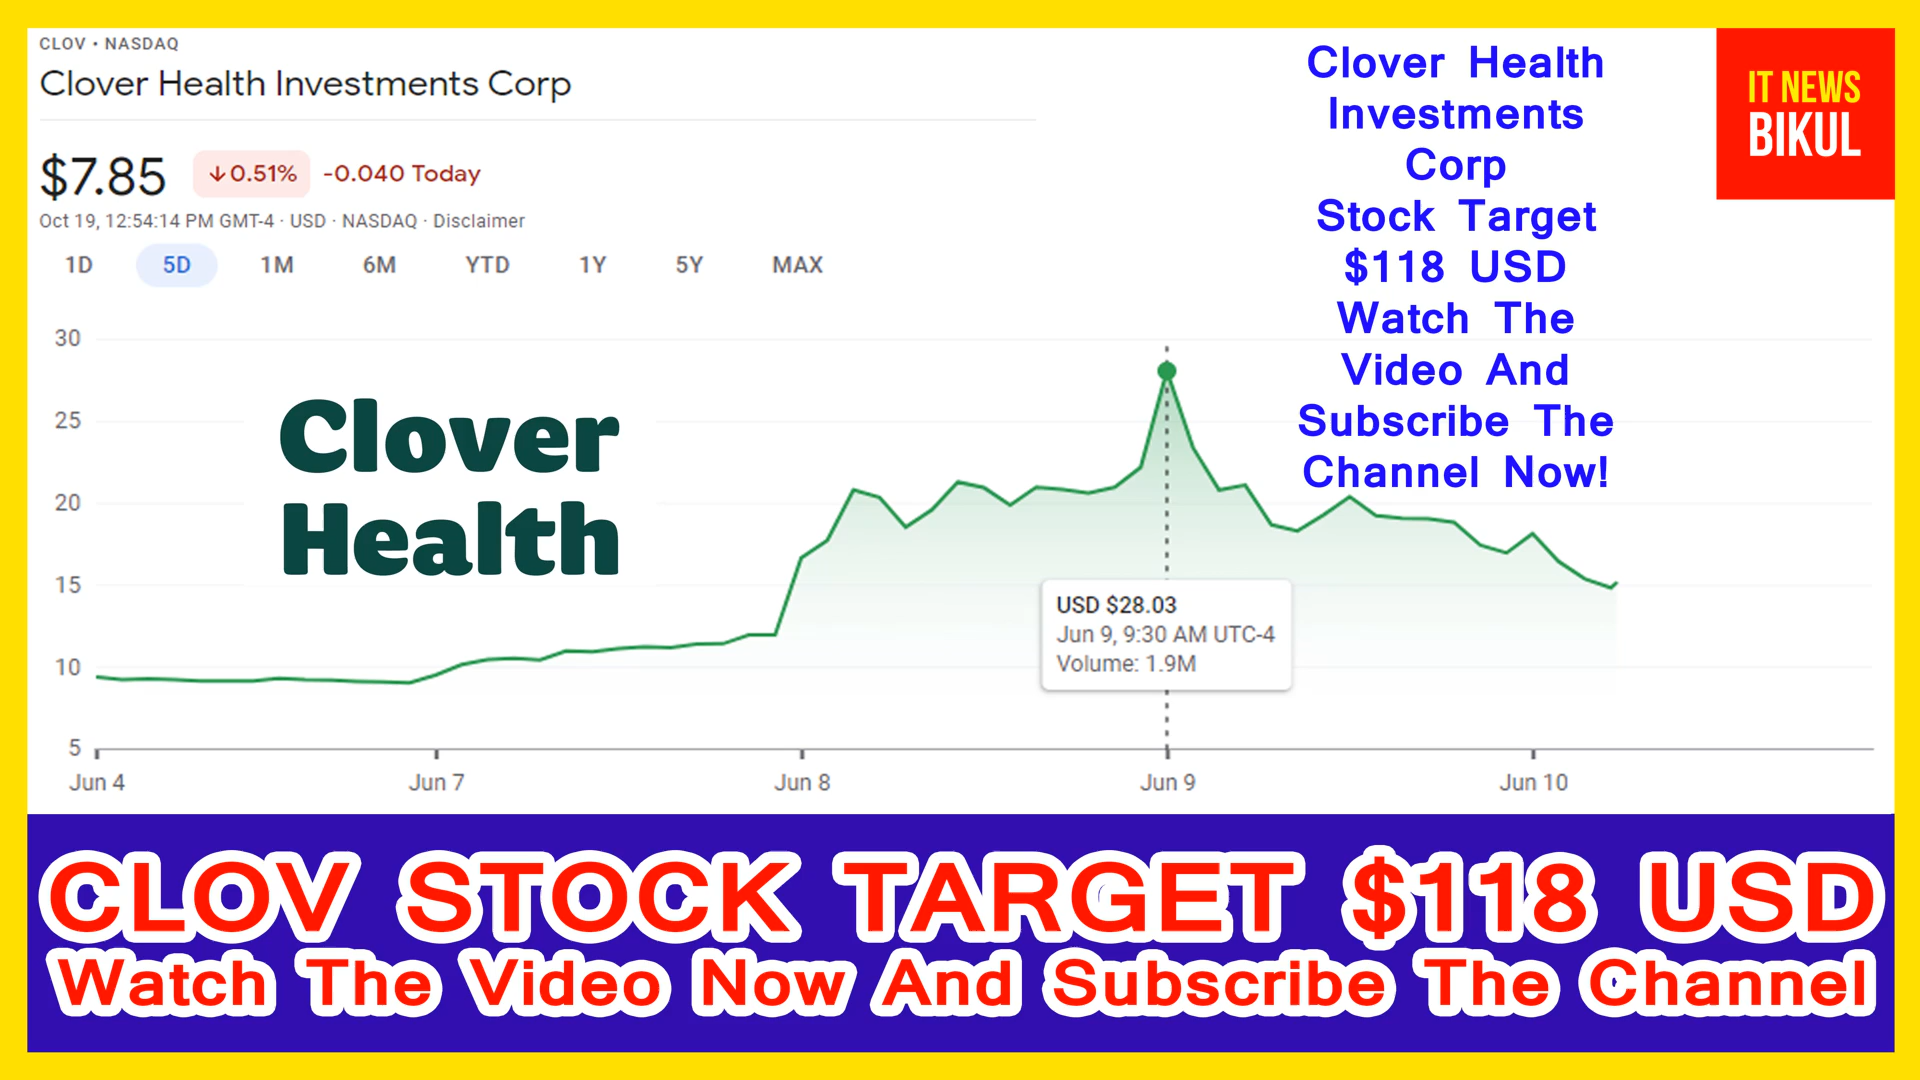 CLOV • NASDAQ
Clover Health Investments Corp
$7.85 ↓0.51% -0.040 Today
Oct 19, 12:54:14 PM GMT-4 · USD · NASDAQ · Disclaimer
1D 5D 1M 6M YTD 1Y 5Y MAX
Clover Health
Investments
Corp
Stock Target
$118 USD
Watch The
Video And
Subscribe The
Channel Now!
IT NEWS
BIKUL
30
25
20
15
10
5
Clover
Health
USD $28.03
Jun 9, 9:30 AM UTC-4
Volume: 1.9M
Jun 4 Jun 7 Jun 8 Jun 9 Jun 10
CLOV STOCK TARGET $118 USD
Watch The Video Now And Subscribe The Channel